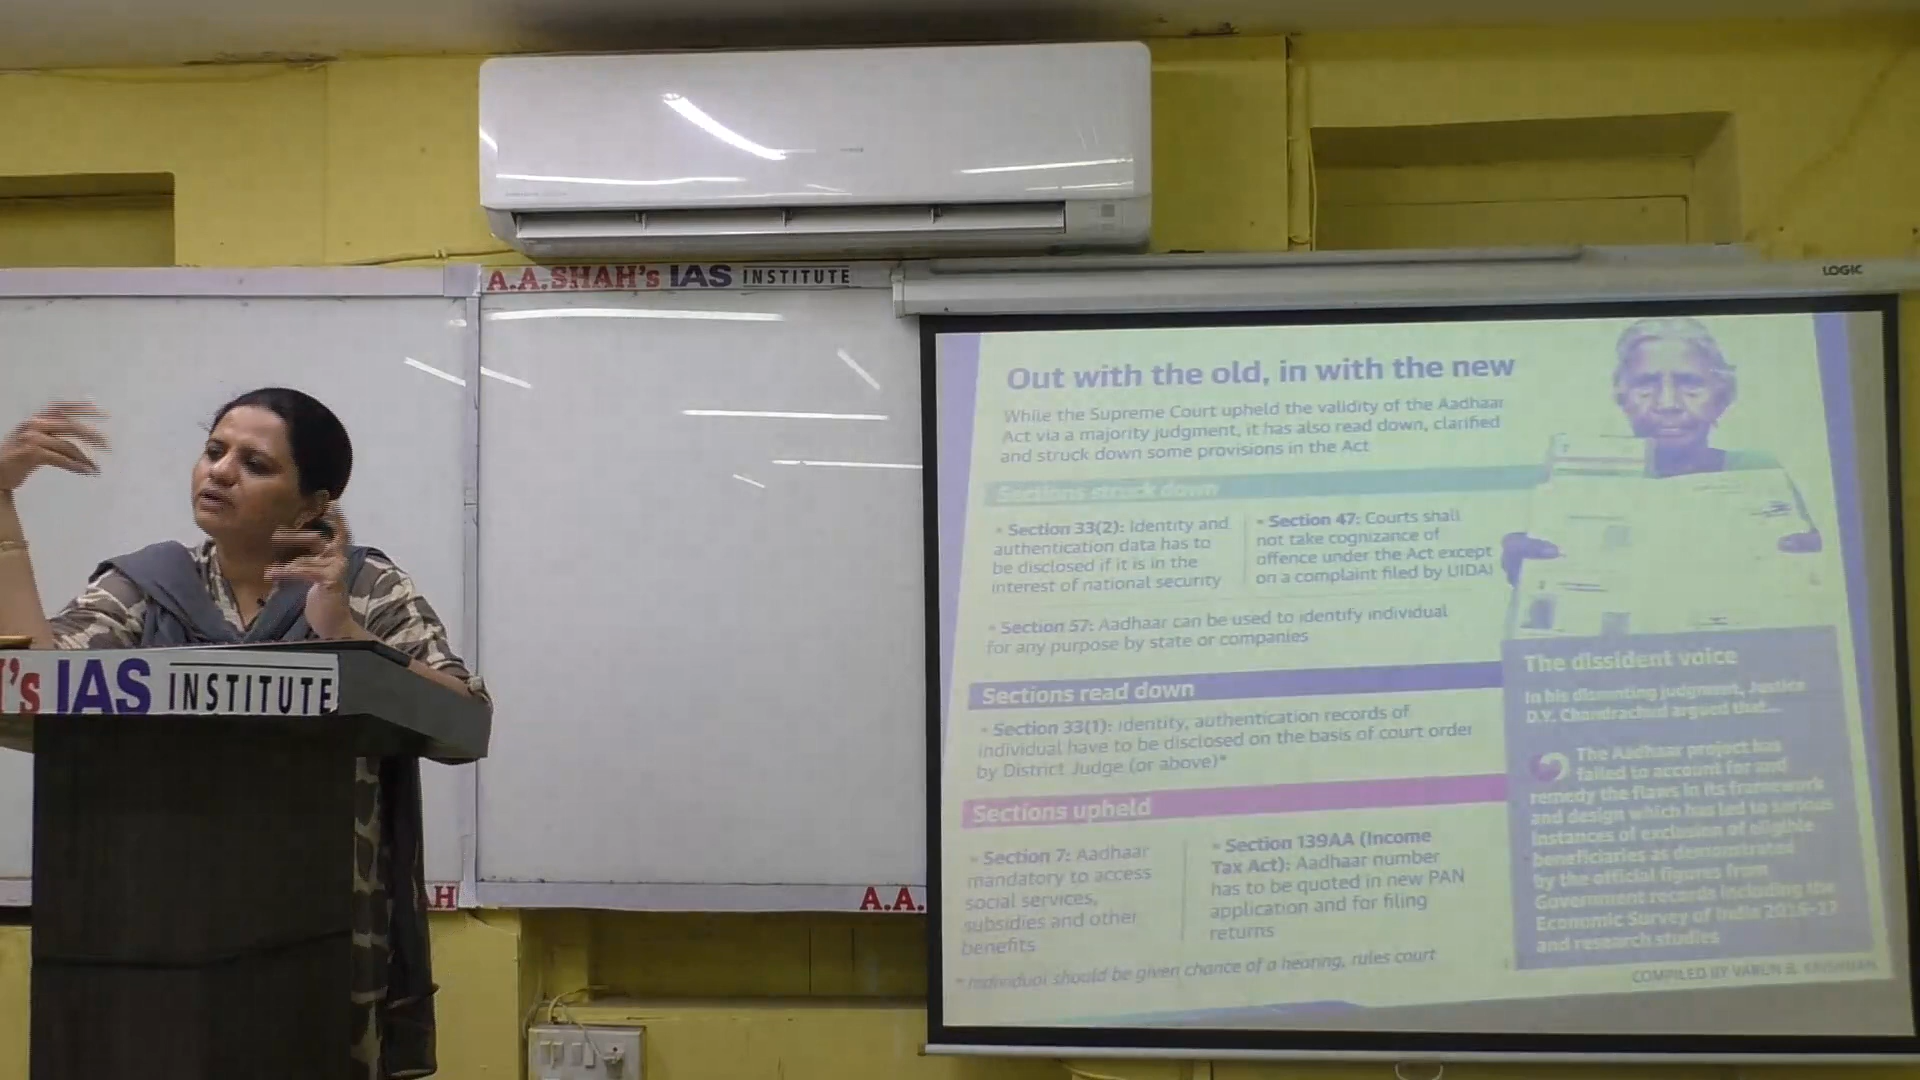 A.A.SHAH's IAS INSTITUTE
LOGIC
Out with the old, in with the new
While the Supreme Court upheld the validity of the Aadhaar
Act via a majority judgment, it has also read down, clarified
and struck down some provisions in the Act
Sections struck down
• Section 33(2): Identity and
authentication data has to
be disclosed if it is in the
interest of national security
• Section 47: Courts shall
not take cognizance of
offence under the Act except
on a complaint filed by UIDAI
• Section 57: Aadhaar can be used to identify individual
for any purpose by state or companies
Sections read down
• Section 33(1): Identity, authentication records of
individual have to be disclosed on the basis of court order
by District Judge (or above)*
Sections upheld
• Section 7: Aadhaar
mandatory to access
social services,
subsidies and other
benefits
• Section 139AA (Income
Tax Act): Aadhaar number
has to be quoted in new PAN
application and for filing
returns
* Individual should be given chance of a hearing, rules court
The dissident voice
In his dissenting judgment, Justice
D.Y. Chandrachud argued that...
The Aadhaar project has
failed to account for and
remedy the flaws in its framework
and design which has led to serious
instances of exclusion of eligible
beneficiaries as demonstrated
by the official figures from
Government records including the
Economic Survey of India 2016-17
and research studies
COMPILED BY VARUN B. KRISHNAN
's IAS INSTITUTE
AH
A.A.